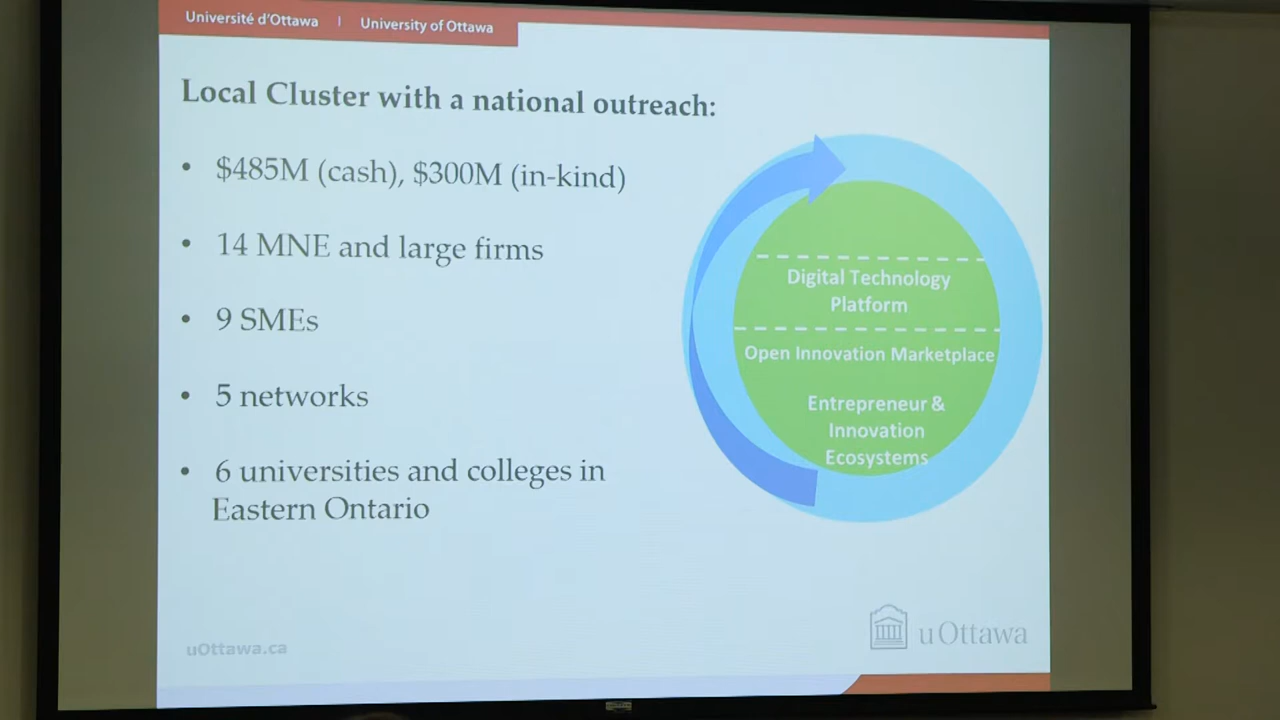 Université d'Ottawa | University of Ottawa
Local Cluster with a national outreach:
• $485M (cash), $300M (in-kind)
• 14 MNE and large firms
• 9 SMEs
• 5 networks
• 6 universities and colleges in
Eastern Ontario
Digital Technology
Platform
Open Innovation Marketplace
Entrepreneur &
Innovation
Ecosystems
uOttawa.ca
uOttawa